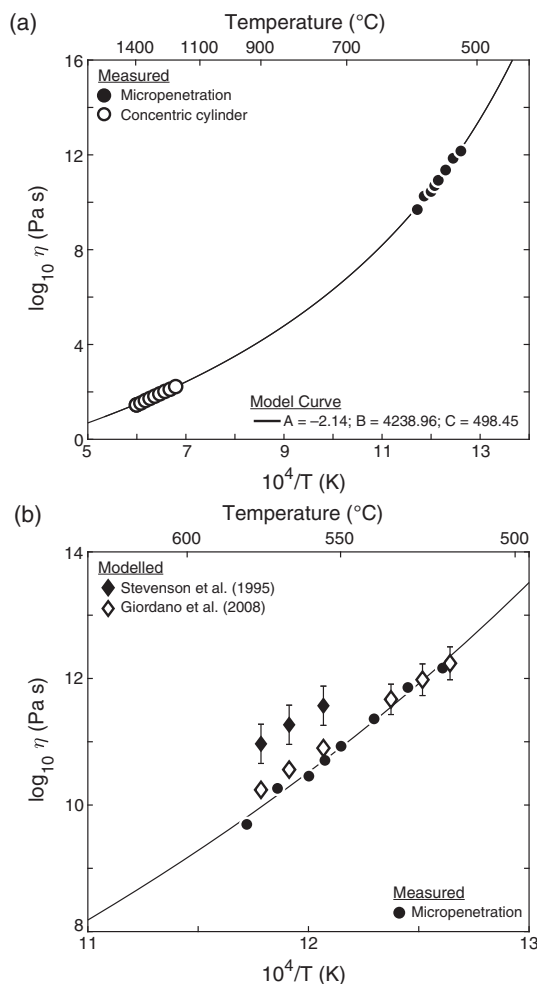 (a)
Temperature (°C)
1400 1100 900 700 500
16
12
8
4
0
log10 η (Pa s)
Measured
Micropenetration
Concentric cylinder
Model Curve
A = –2.14; B = 4238.96; C = 498.45
5 7 9 11 13
10^4/T (K)
(b)
Temperature (°C)
600 550 500
14
12
10
8
log10 η (Pa s)
Modelled
Stevenson et al. (1995)
Giordano et al. (2008)
Measured
Micropenetration
11 12 13
10^4/T (K)